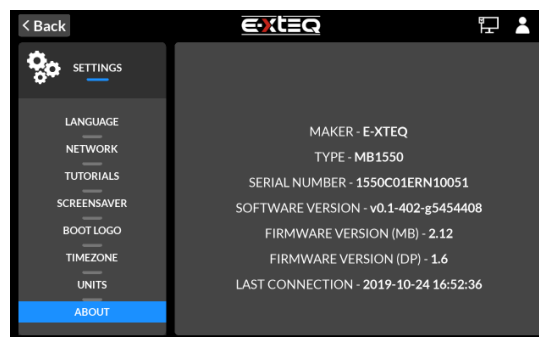 < Back
E-XTEQ
SETTINGS
LANGUAGE
NETWORK
TUTORIALS
SCREENSAVER
BOOT LOGO
TIMEZONE
UNITS
ABOUT
MAKER - E-XTEQ
TYPE - MB1550
SERIAL NUMBER - 1550C01ERN10051
SOFTWARE VERSION - v0.1-402-g5454408
FIRMWARE VERSION (MB) - 2.12
FIRMWARE VERSION (DP) - 1.6
LAST CONNECTION - 2019-10-24 16:52:36